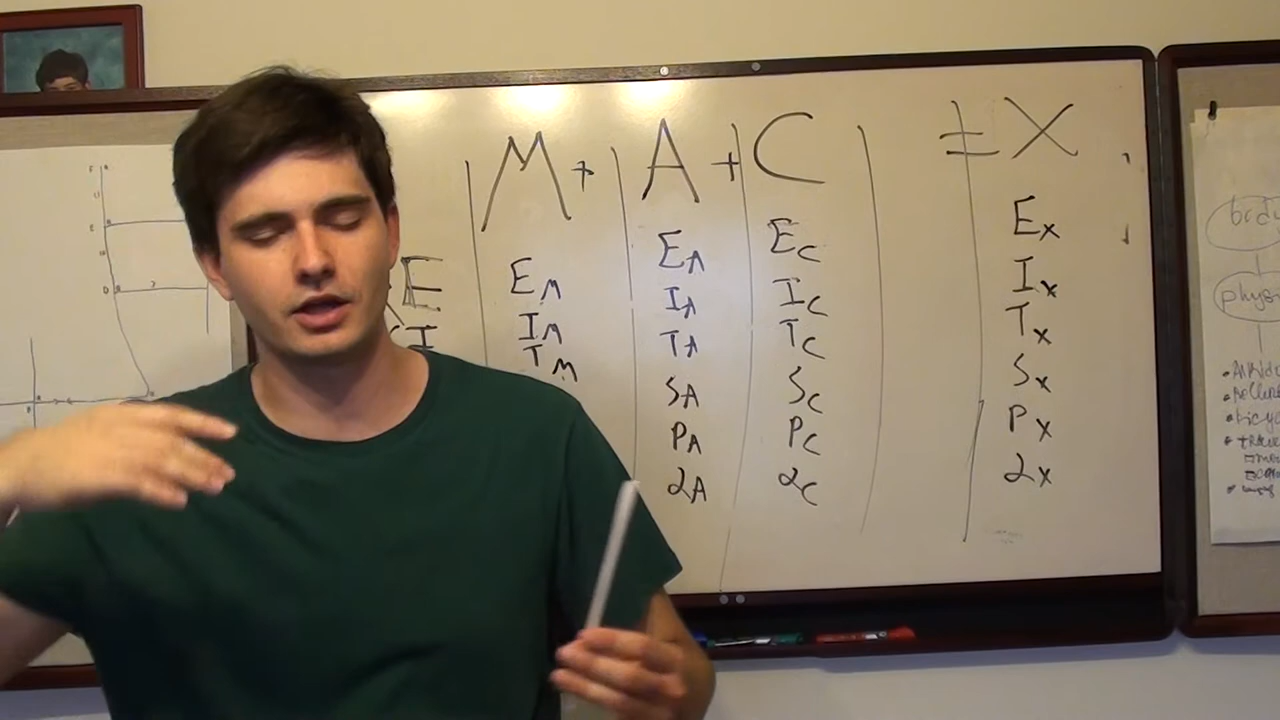 M + A + C = X
E E_M E_A E_C E_X
I I_M I_A I_C I_X
T_M T_A T_C T_X
S_A S_C S_X
P_A P_C P_X
α_A α_C α_X